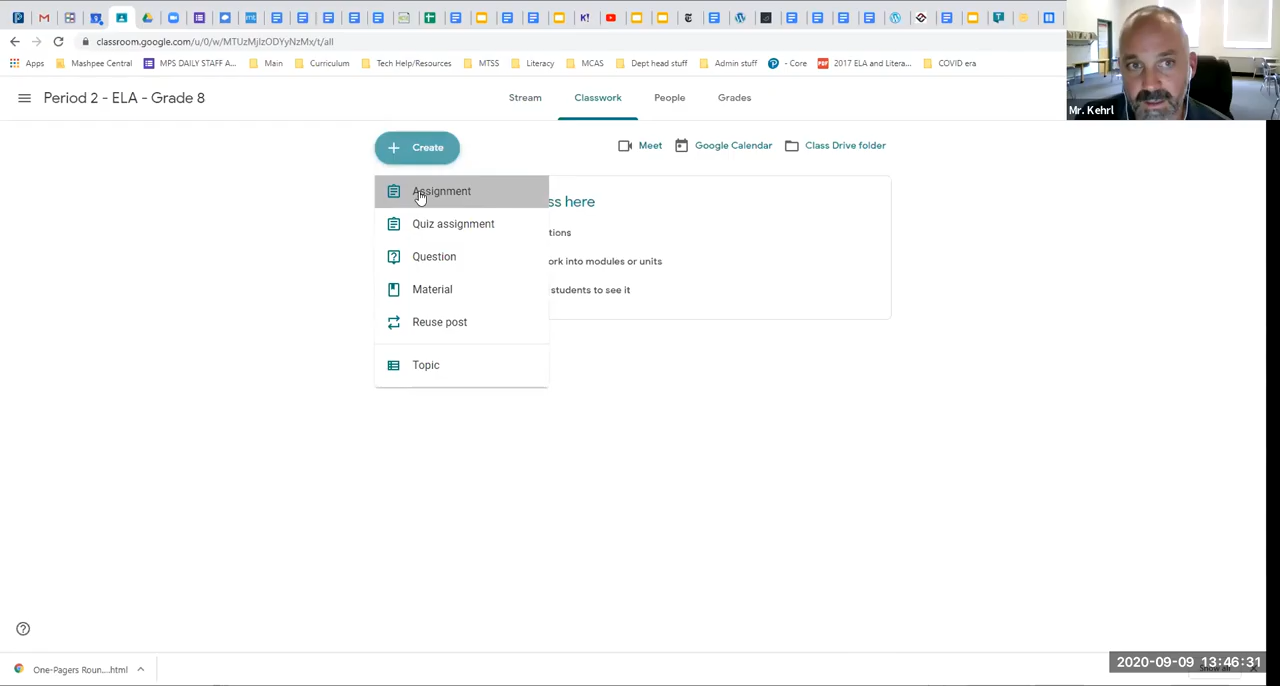 classroom.google.com/u/0/w/MTUzMjIzODYyNzMx/t/all
Apps Mashpee Central MPS DAILY STAFF A... Main Curriculum Tech Help/Resources MTSS Literacy MCAS Dept head stuff Admin stuff - Core 2017 ELA and Litera... COVID era
Mr. Kehrl
Period 2 - ELA - Grade 8
Stream Classwork People Grades
Create
Meet Google Calendar Class Drive folder
Assignment
ss here
Quiz assignment
tions
Question
ork into modules or units
Material
students to see it
Reuse post
Topic
One-Pagers Roun....html
2020-09-09 13:46:31
Show all